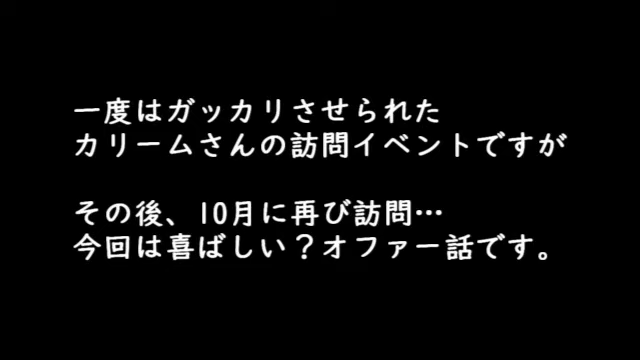 一度はガッカリさせられた
カリームさんの訪問イベントですが
その後、10月に再び訪問…
今回は喜ばしい？オファー話です。